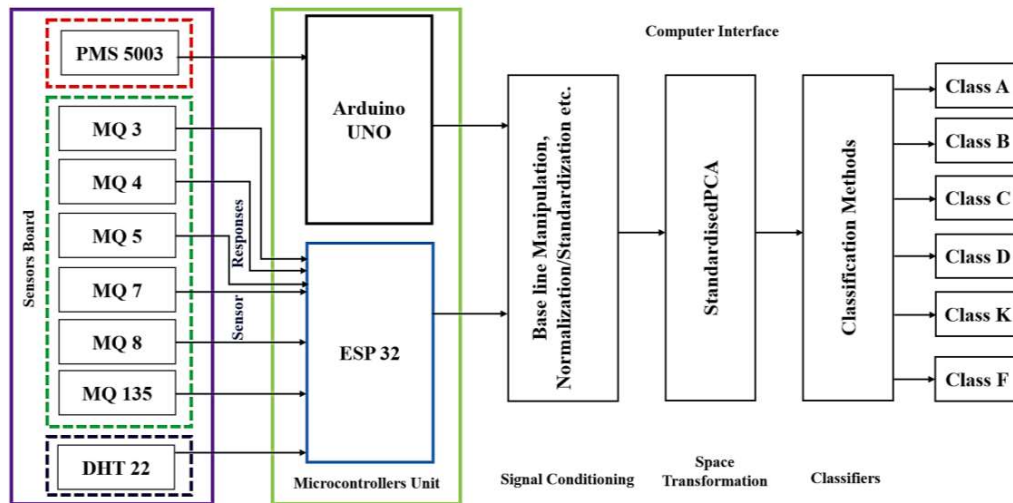 Computer Interface
Sensors Board
PMS 5003
MQ 3
MQ 4
MQ 5
MQ 7
MQ 8
MQ 135
DHT 22
Sensor Responses
Arduino
UNO
ESP 32
Microcontrollers Unit
Base line Manipulation,
Normalization/Standardization etc.
Signal Conditioning
StandardisedPCA
Space
Transformation
Classification Methods
Classifiers
Class A
Class B
Class C
Class D
Class K
Class F